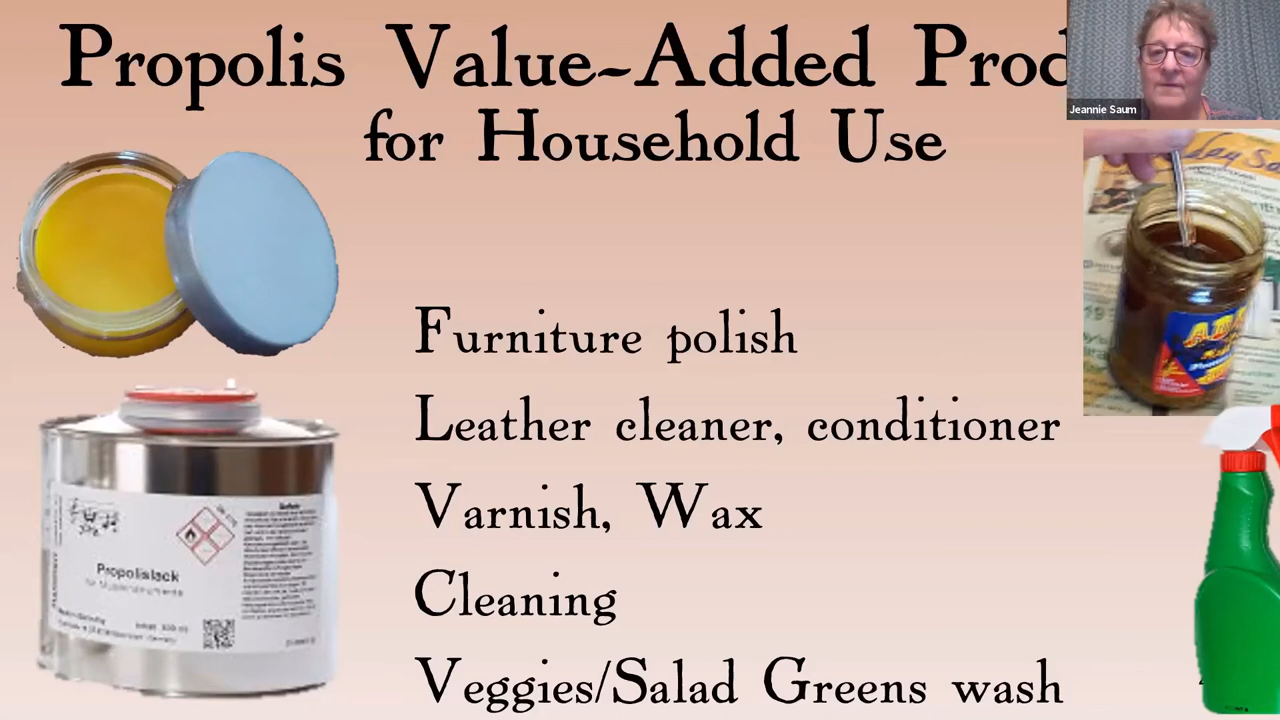 Propolis Value-Added Prod
for Household Use
Jeannie Saum
Furniture polish
Leather cleaner, conditioner
Varnish, Wax
Cleaning
Veggies/Salad Greens wash
Propolislack